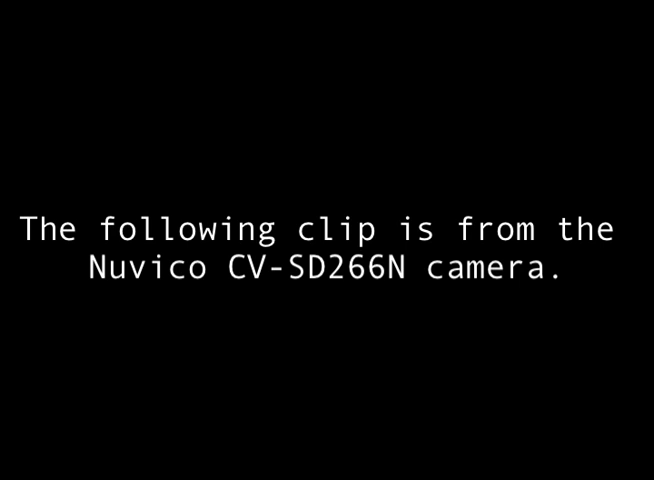 The following clip is from the
Nuvico CV-SD266N camera.